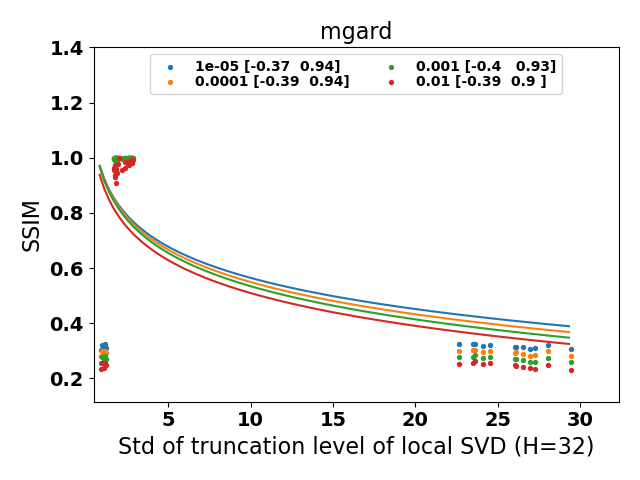 mgard
1e-05 [-0.37  0.94]
0.0001 [-0.39  0.94]
0.001 [-0.4   0.93]
0.01 [-0.39  0.9 ]
SSIM
1.4
1.2
1.0
0.8
0.6
0.4
0.2
5 10 15 20 25 30
Std of truncation level of local SVD (H=32)